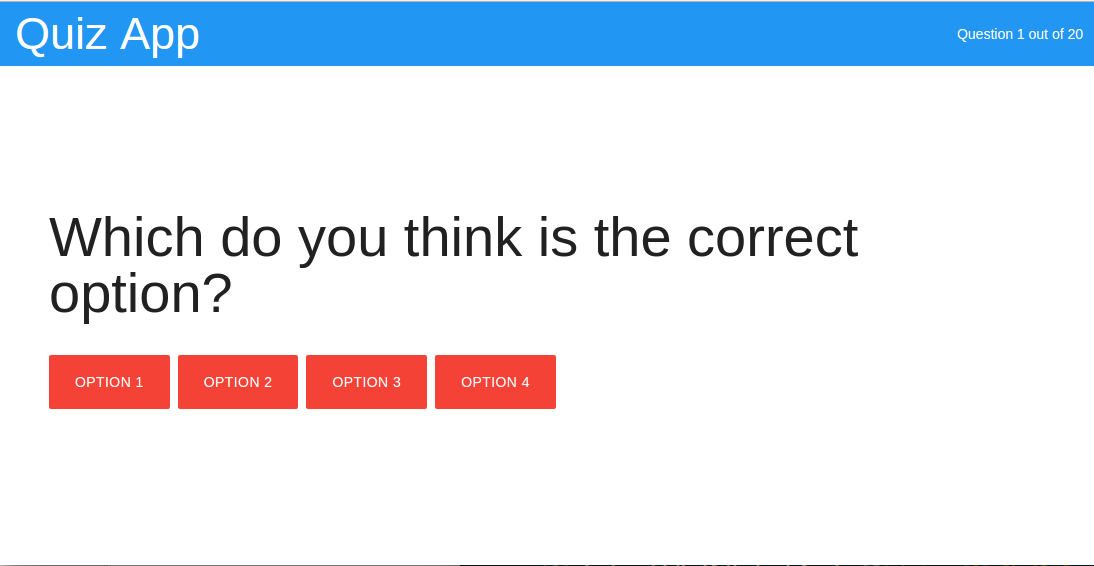 Quiz App
Question 1 out of 20
Which do you think is the correct
option?
OPTION 1
OPTION 2
OPTION 3
OPTION 4